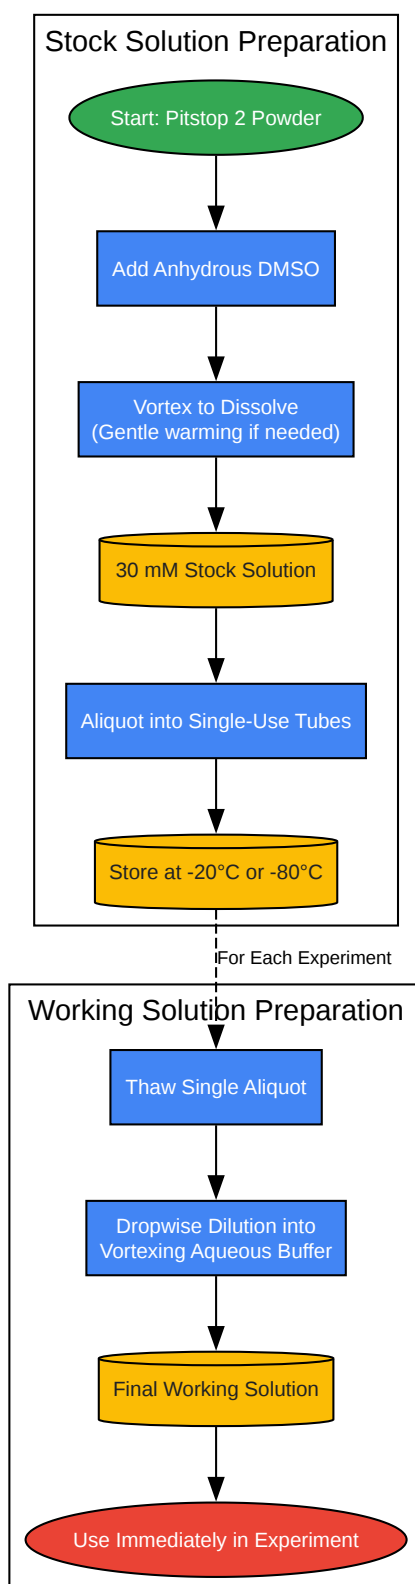 Stock Solution Preparation
Start: Pitstop 2 Powder
Add Anhydrous DMSO
Vortex to Dissolve
(Gentle warming if needed)
30 mM Stock Solution
Aliquot into Single-Use Tubes
Store at -20°C or -80°C
For Each Experiment
Working Solution Preparation
Thaw Single Aliquot
Dropwise Dilution into
Vortexing Aqueous Buffer
Final Working Solution
Use Immediately in Experiment